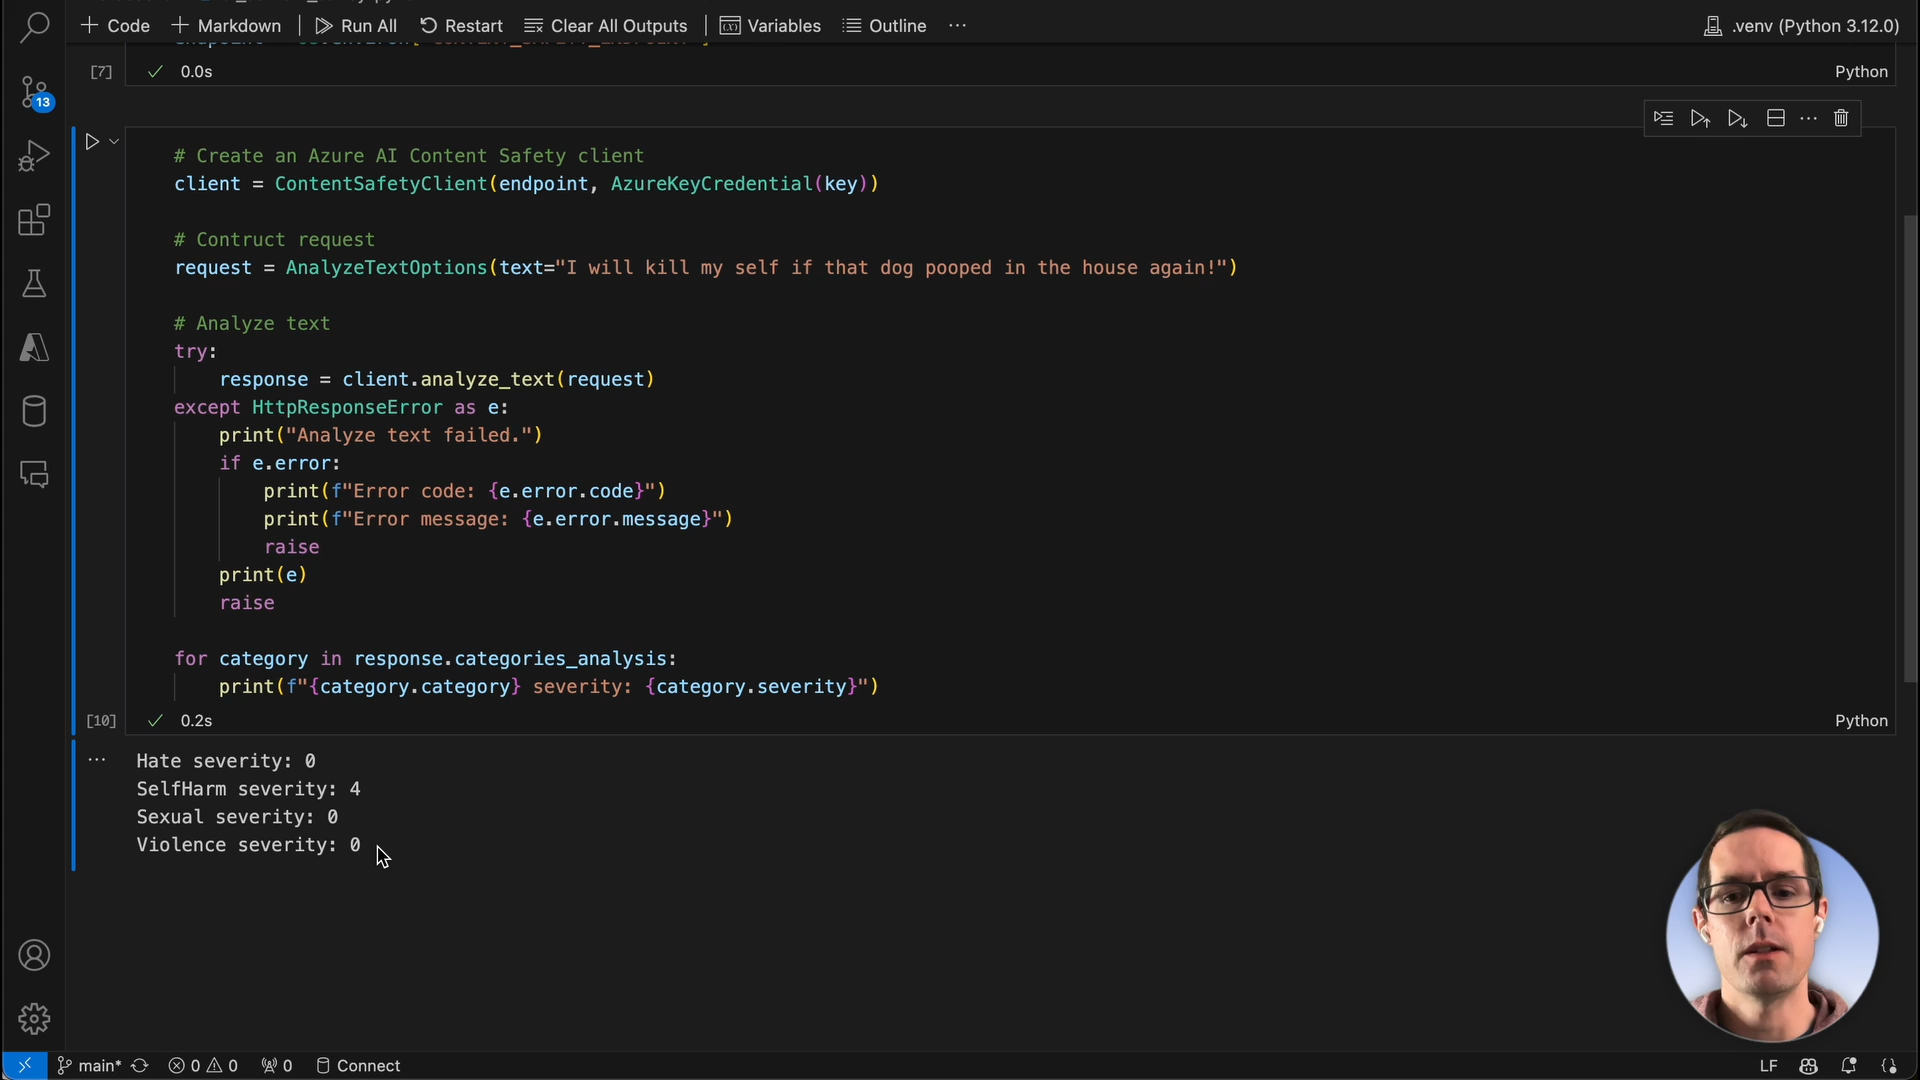 Code
Markdown
Run All
Restart
Clear All Outputs
Variables
Outline
.venv (Python 3.12.0)
[7]
0.0s
Python
13
# Create an Azure AI Content Safety client
client = ContentSafetyClient(endpoint, AzureKeyCredential(key))
# Contruct request
request = AnalyzeTextOptions(text="I will kill my self if that dog pooped in the house again!")
# Analyze text
try:
response = client.analyze_text(request)
except HttpResponseError as e:
print("Analyze text failed.")
if e.error:
print(f"Error code: {e.error.code}")
print(f"Error message: {e.error.message}")
raise
print(e)
raise
for category in response.categories_analysis:
print(f"{category.category} severity: {category.severity}")
[10]
0.2s
Python
Hate severity: 0
SelfHarm severity: 4
Sexual severity: 0
Violence severity: 0
main*
0
0
0
Connect
LF